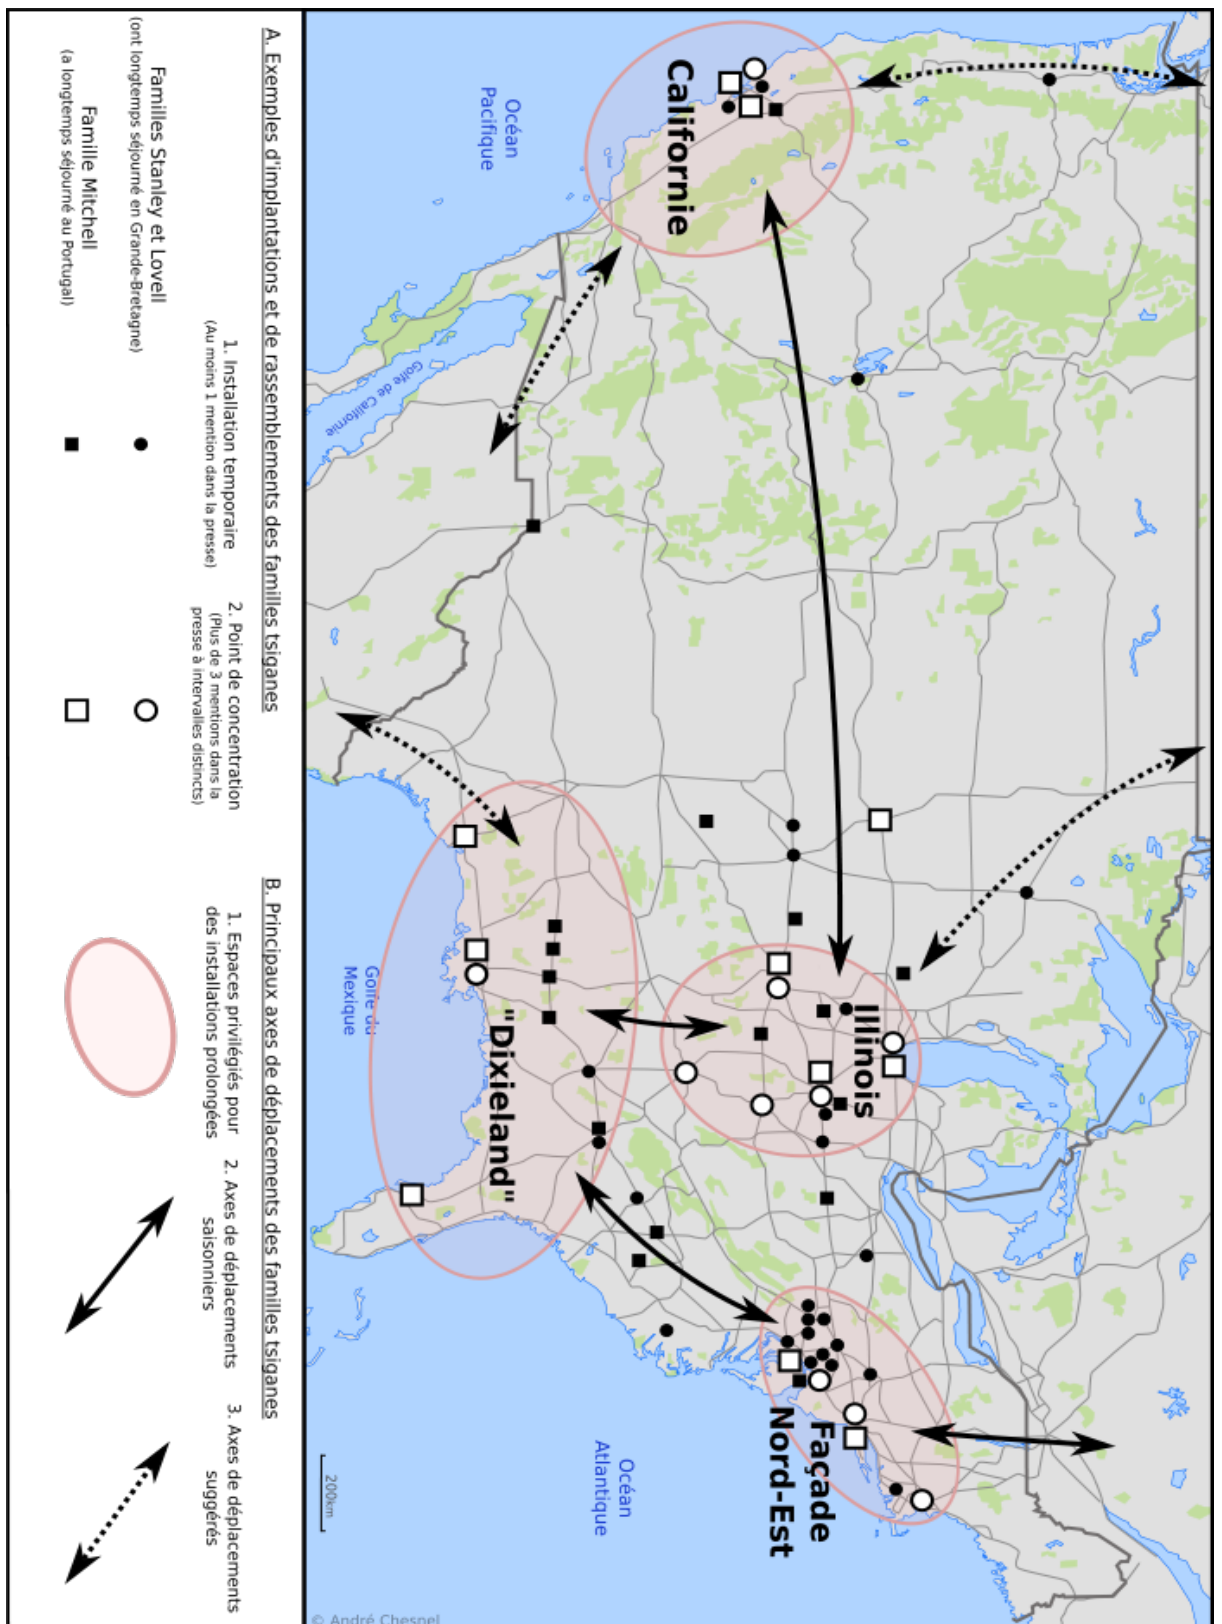 Californie
Océan
Pacifique
Golfe de Californie
Illinois
"Dixieland"
Golfe du
Mexique
Façade
Nord-Est
Océan
Atlantique
200km
© André Chespel
A. Exemples d'implantations et de rassemblements des familles tsiganes
1. Installation temporaire
(Au moins 1 mention dans la presse)
2. Point de concentration
(Plus de 3 mentions dans la
presse à intervalles distincts)
Familles Stanley et Lovell
(ont longtemps séjourné en Grande-Bretagne)
Famille Mitchell
(a longtemps séjourné au Portugal)
B. Principaux axes de déplacements des familles tsiganes
1. Espaces privilégiés pour
des installations prolongées
2. Axes de déplacements
saisonniers
3. Axes de déplacements
suggérés